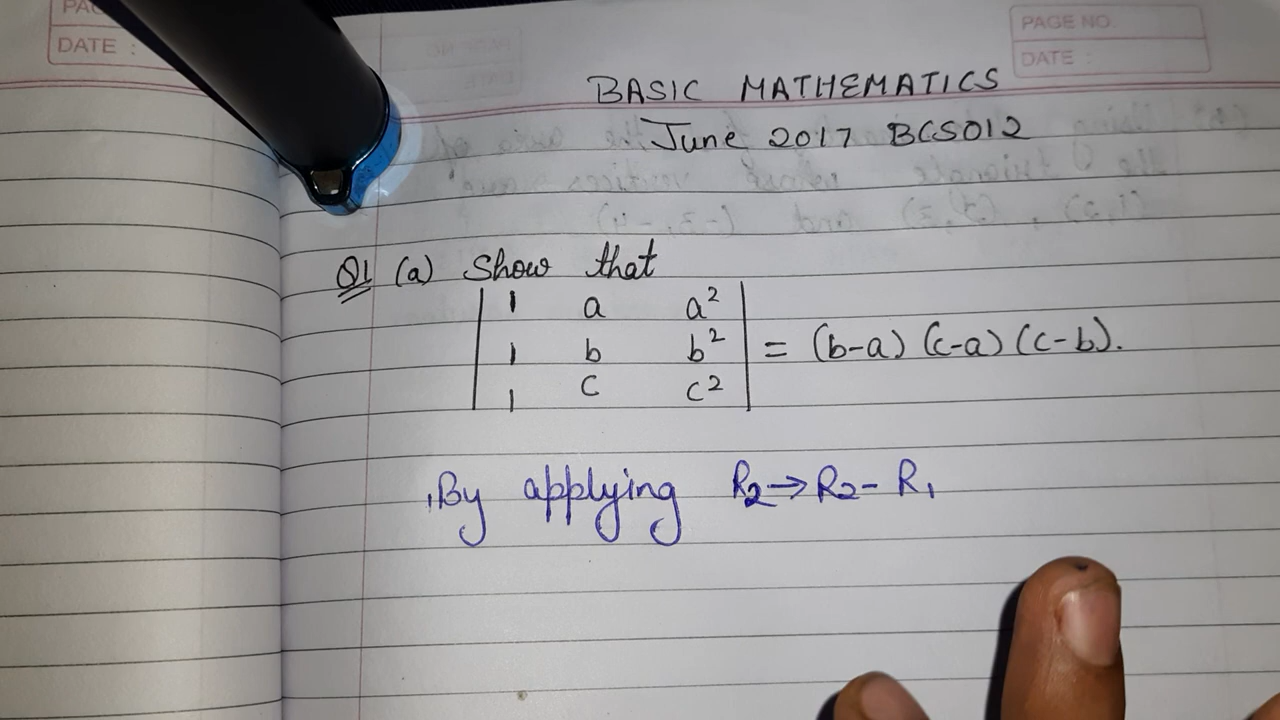 PAGE NO.
DATE :
DATE :
BASIC MATHEMATICS
June 2017 BCS012
Q1 (a) Show that
| 1 a a² |
| 1 b b² | = (b-a) (c-a) (c-b).
| 1 c c² |
By applying R₂→R₂- R₁